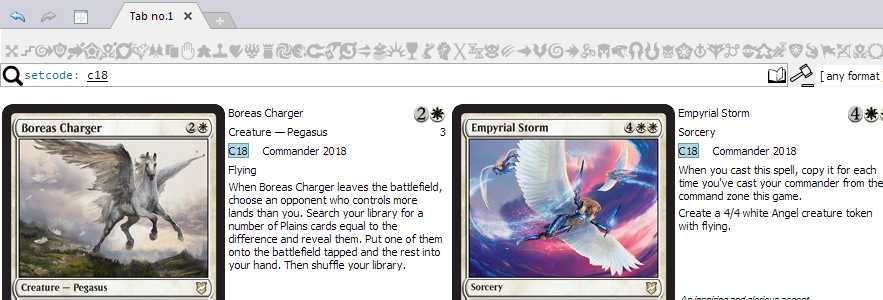 Tab no.1
setcode: c18
[ any format
Boreas Charger 2
Creature — Pegasus
Boreas Charger 2
Creature — Pegasus 3
C18 Commander 2018
Flying
When Boreas Charger leaves the battlefield,
choose an opponent who controls more
lands than you. Search your library for a
number of Plains cards equal to the
difference and reveal them. Put one of them
onto the battlefield tapped and the rest into
your hand. Then shuffle your library.
Empyrial Storm 4
Sorcery
Empyrial Storm 4
Sorcery
C18 Commander 2018
When you cast this spell, copy it for each
time you've cast your commander from the
command zone this game.
Create a 4/4 white Angel creature token
with flying.